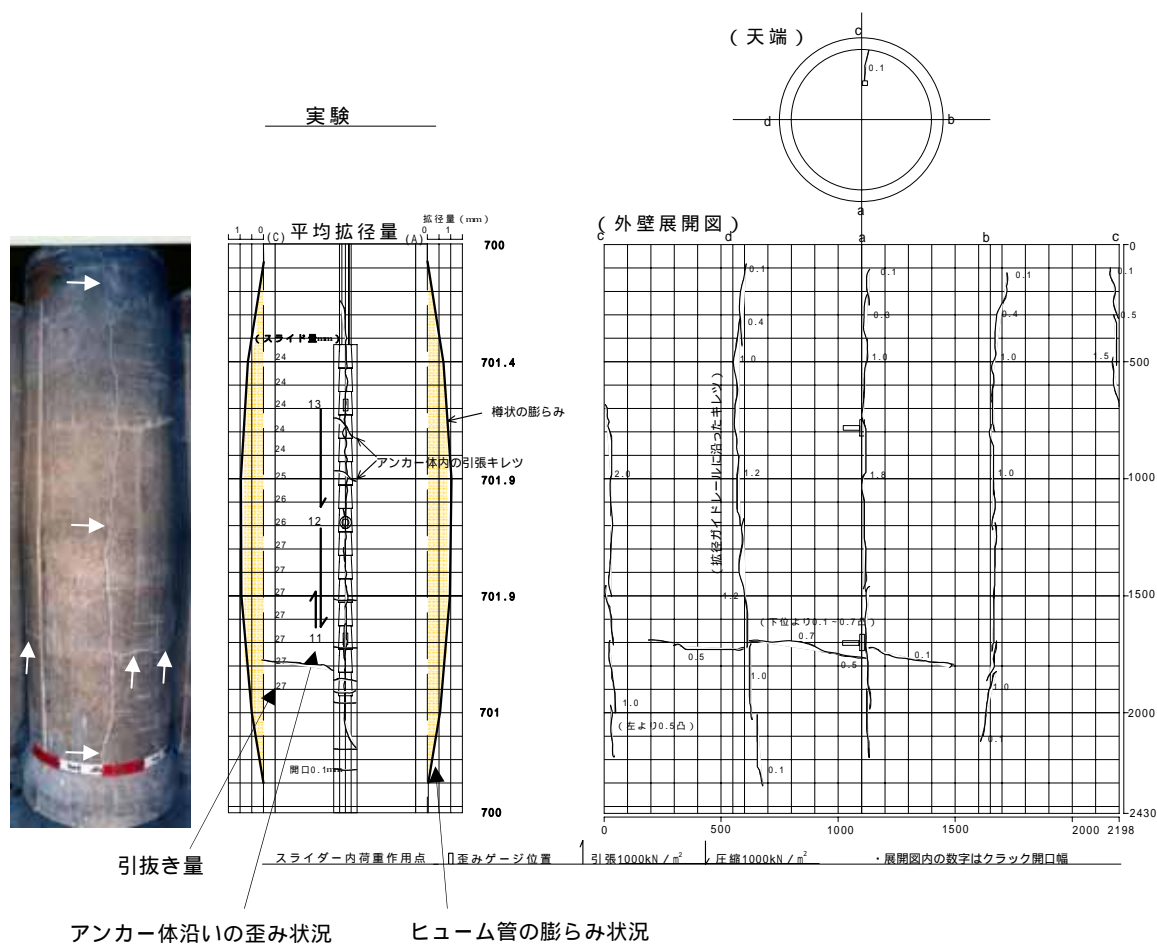 (天端)
c
0.1
d
b
a
実験
1 0 (C) 平均拡径量 (A) 0 1
拡径量(mm)
700
(スライド量mm)
24
701.4
24
24
13
樽状の膨らみ
24
24
アンカー体内の引張キレツ
25
701.9
26
26
12
27
27
701.9
27
27
11
27
27
701
開口0.1mm
700
(外壁展開図)
c d a b c
0
0.1 0.1 0.1 0.1
0.4 0.3 0.4 0.5
1.0 1.0 1.0 1.5
500
(拡径ガイドレールに沿ったキレツ)
2.0 1.2 1.8 1.0
1000
1.2
1500
(下位より0.1~0.7凸)
0.7
0.5 0.5 0.1
1.0 1.0
1.0
2000
(左より0.5凸)
0.1
0.1
2430
0 500 1000 1500 2000 2198
スライダー内荷重作用点 歪みゲージ位置 引張1000kN/㎡ 圧縮1000kN/㎡ ・展開図内の数字はクラック開口幅
引抜き量
アンカー体沿いの歪み状況
ヒューム管の膨らみ状況